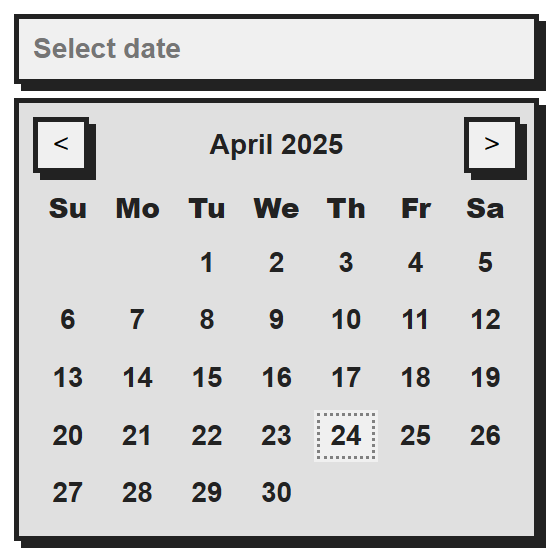 Select date
< April 2025 >
Su Mo Tu We Th Fr Sa
1 2 3 4 5
6 7 8 9 10 11 12
13 14 15 16 17 18 19
20 21 22 23 24 25 26
27 28 29 30